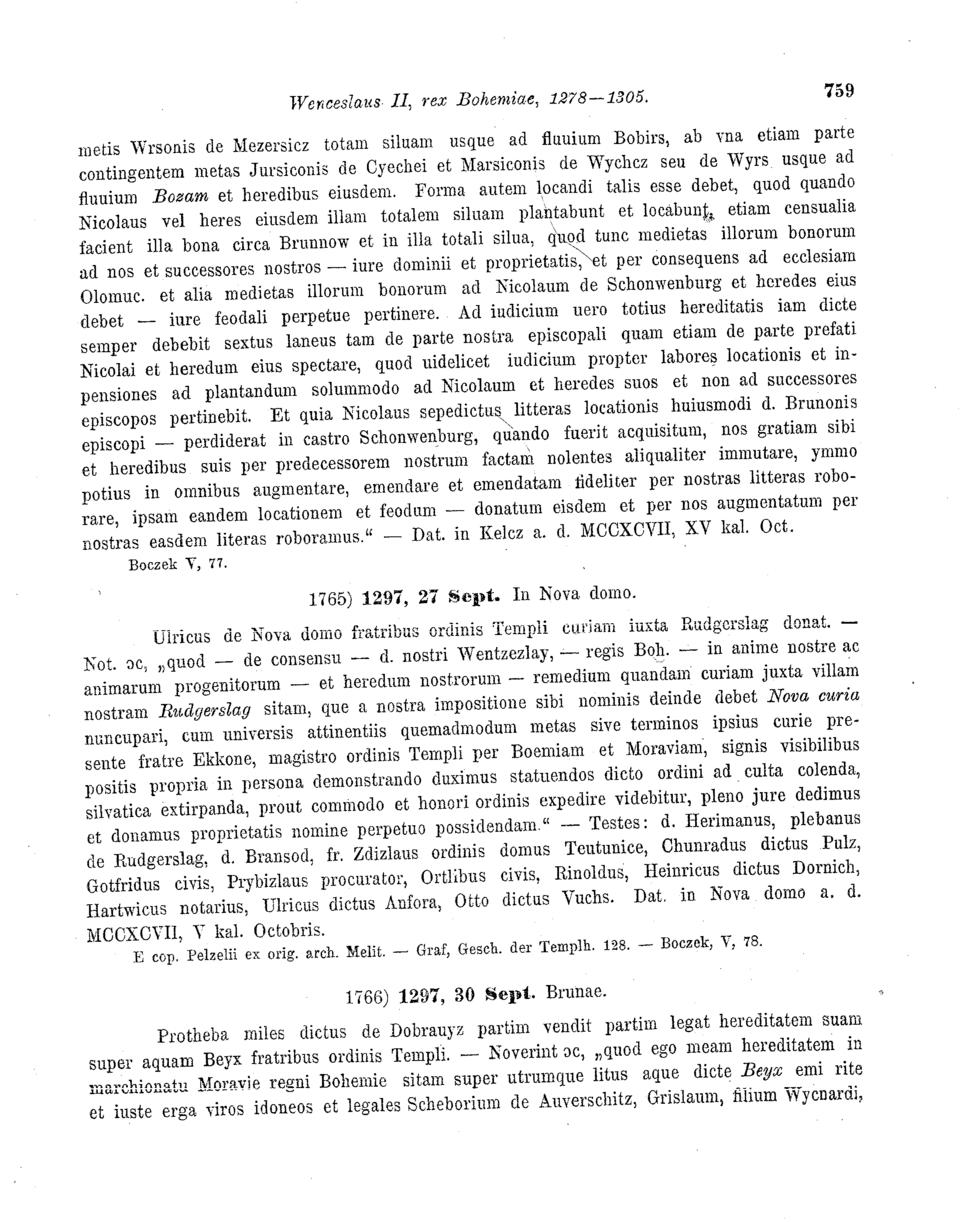 Wenceslaus II, rex Bohemiae, 1278—1305.
759
metis Wrsonis de Mezersicz totam siluam usque ad fluuium Bobirs, ab vna etiam parte
contingentem metas Jursiconis de Cyechei et Marsiconis de Wychcz seu de Wyrs usque ad
fluuium Bozam et heredibus eiusdem. Forma autem locandi talis esse debet, quod quando
Nicolaus vel heres eiusdem illam totalem siluam plantabunt et locabunt, etiam censualia
facient illa bona circa Brunnow et in illa totali silua, quod tunc medietas illorum bonorum
ad nos et successores nostros — iure dominii et proprietatis, et per consequens ad ecclesiam
Olomuc. et alia medietas illorum bonorum ad Nicolaum de Schonwenburg et heredes eius
debet — iure feodali perpetue pertinere. Ad iudicium uero totius hereditatis iam dicte
semper debebit sextus laneus tam de parte nostra episcopali quam etiam de parte prefati
Nicolai et heredum eius spectare, quod uidelicet iudicium propter labores locationis et in-
pensiones ad plantandum solummodo ad Nicolaum et heredes suos et non ad successores
episcopos pertinebit. Et quia Nicolaus sepedictus litteras locationis huiusmodi d. Brunonis
episcopi — perdiderat in castro Schonwenburg, quando fuerit acquisitum, nos gratiam sibi
et heredibus suis per predecessorem nostrum factam nolentes aliqualiter immutare, ymmo
potius in omnibus augmentare, emendare et emendatam fideliter per nostras litteras robo-
rare, ipsam eandem locationem et feodum — donatum eisdem et per nos augmentatum per
nostras easdem literas roboramus.“ — Dat. in Kelcz a. d. MCCXCVII, XV kal. Oct.
Boczek V, 77.
1765) 1297, 27 Sept. In Nova domo.
Ulricus de Nova domo fratribus ordinis Templi curiam iuxta Rudgerslag donat. —
Not. ɔc, „quod — de consensu — d. nostri Wentzezlay, — regis Boh. — in anime nostre ac
animarum progenitorum — et heredum nostrorum — remedium quandam curiam juxta villam
nostram Rudgerslag sitam, que a nostra impositione sibi nominis deinde debet Nova curia
nuncupari, cum universis attinentiis quemadmodum metas sive terminos ipsius curie pre-
sente fratre Ekkone, magistro ordinis Templi per Boemiam et Moraviam, signis visibilibus
positis propria in persona demonstrando duximus statuendos dicto ordini ad culta colenda,
silvatica extirpanda, prout commodo et honori ordinis expedire videbitur, pleno jure dedimus
et donamus proprietatis nomine perpetuo possidendam.“ — Testes: d. Herimanus, plebanus
de Rudgerslag, d. Bransod, fr. Zdizlaus ordinis domus Teutunice, Chunradus dictus Pulz,
Gotfridus civis, Prybizlaus procurator, Ortlibus civis, Rinoldus, Heinricus dictus Dornich,
Hartwicus notarius, Ulricus dictus Anfora, Otto dictus Vuchs. Dat. in Nova domo a. d.
MCCXCVII, V kal. Octobris.
E cop. Pelzelii ex orig. arch. Melit. — Graf, Gesch. der Templh. 128. — Boczek, V, 78.
1766) 1297, 30 Sept. Brunae.
Protheba miles dictus de Dobrauyz partim vendit partim legat hereditatem suam
super aquam Beyx fratribus ordinis Templi. — Noverint ɔc, „quod ego meam hereditatem in
marchionatu Moravie regni Bohemie sitam super utrumque litus aque dicte Beyx emi rite
et iuste erga viros idoneos et legales Scheborium de Auverschitz, Grislaum, filium Wycnardi,